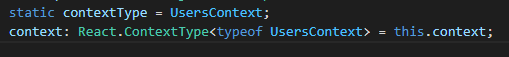 static contextType = UsersContext;
context: React.ContextType<typeof UsersContext> = this.context;